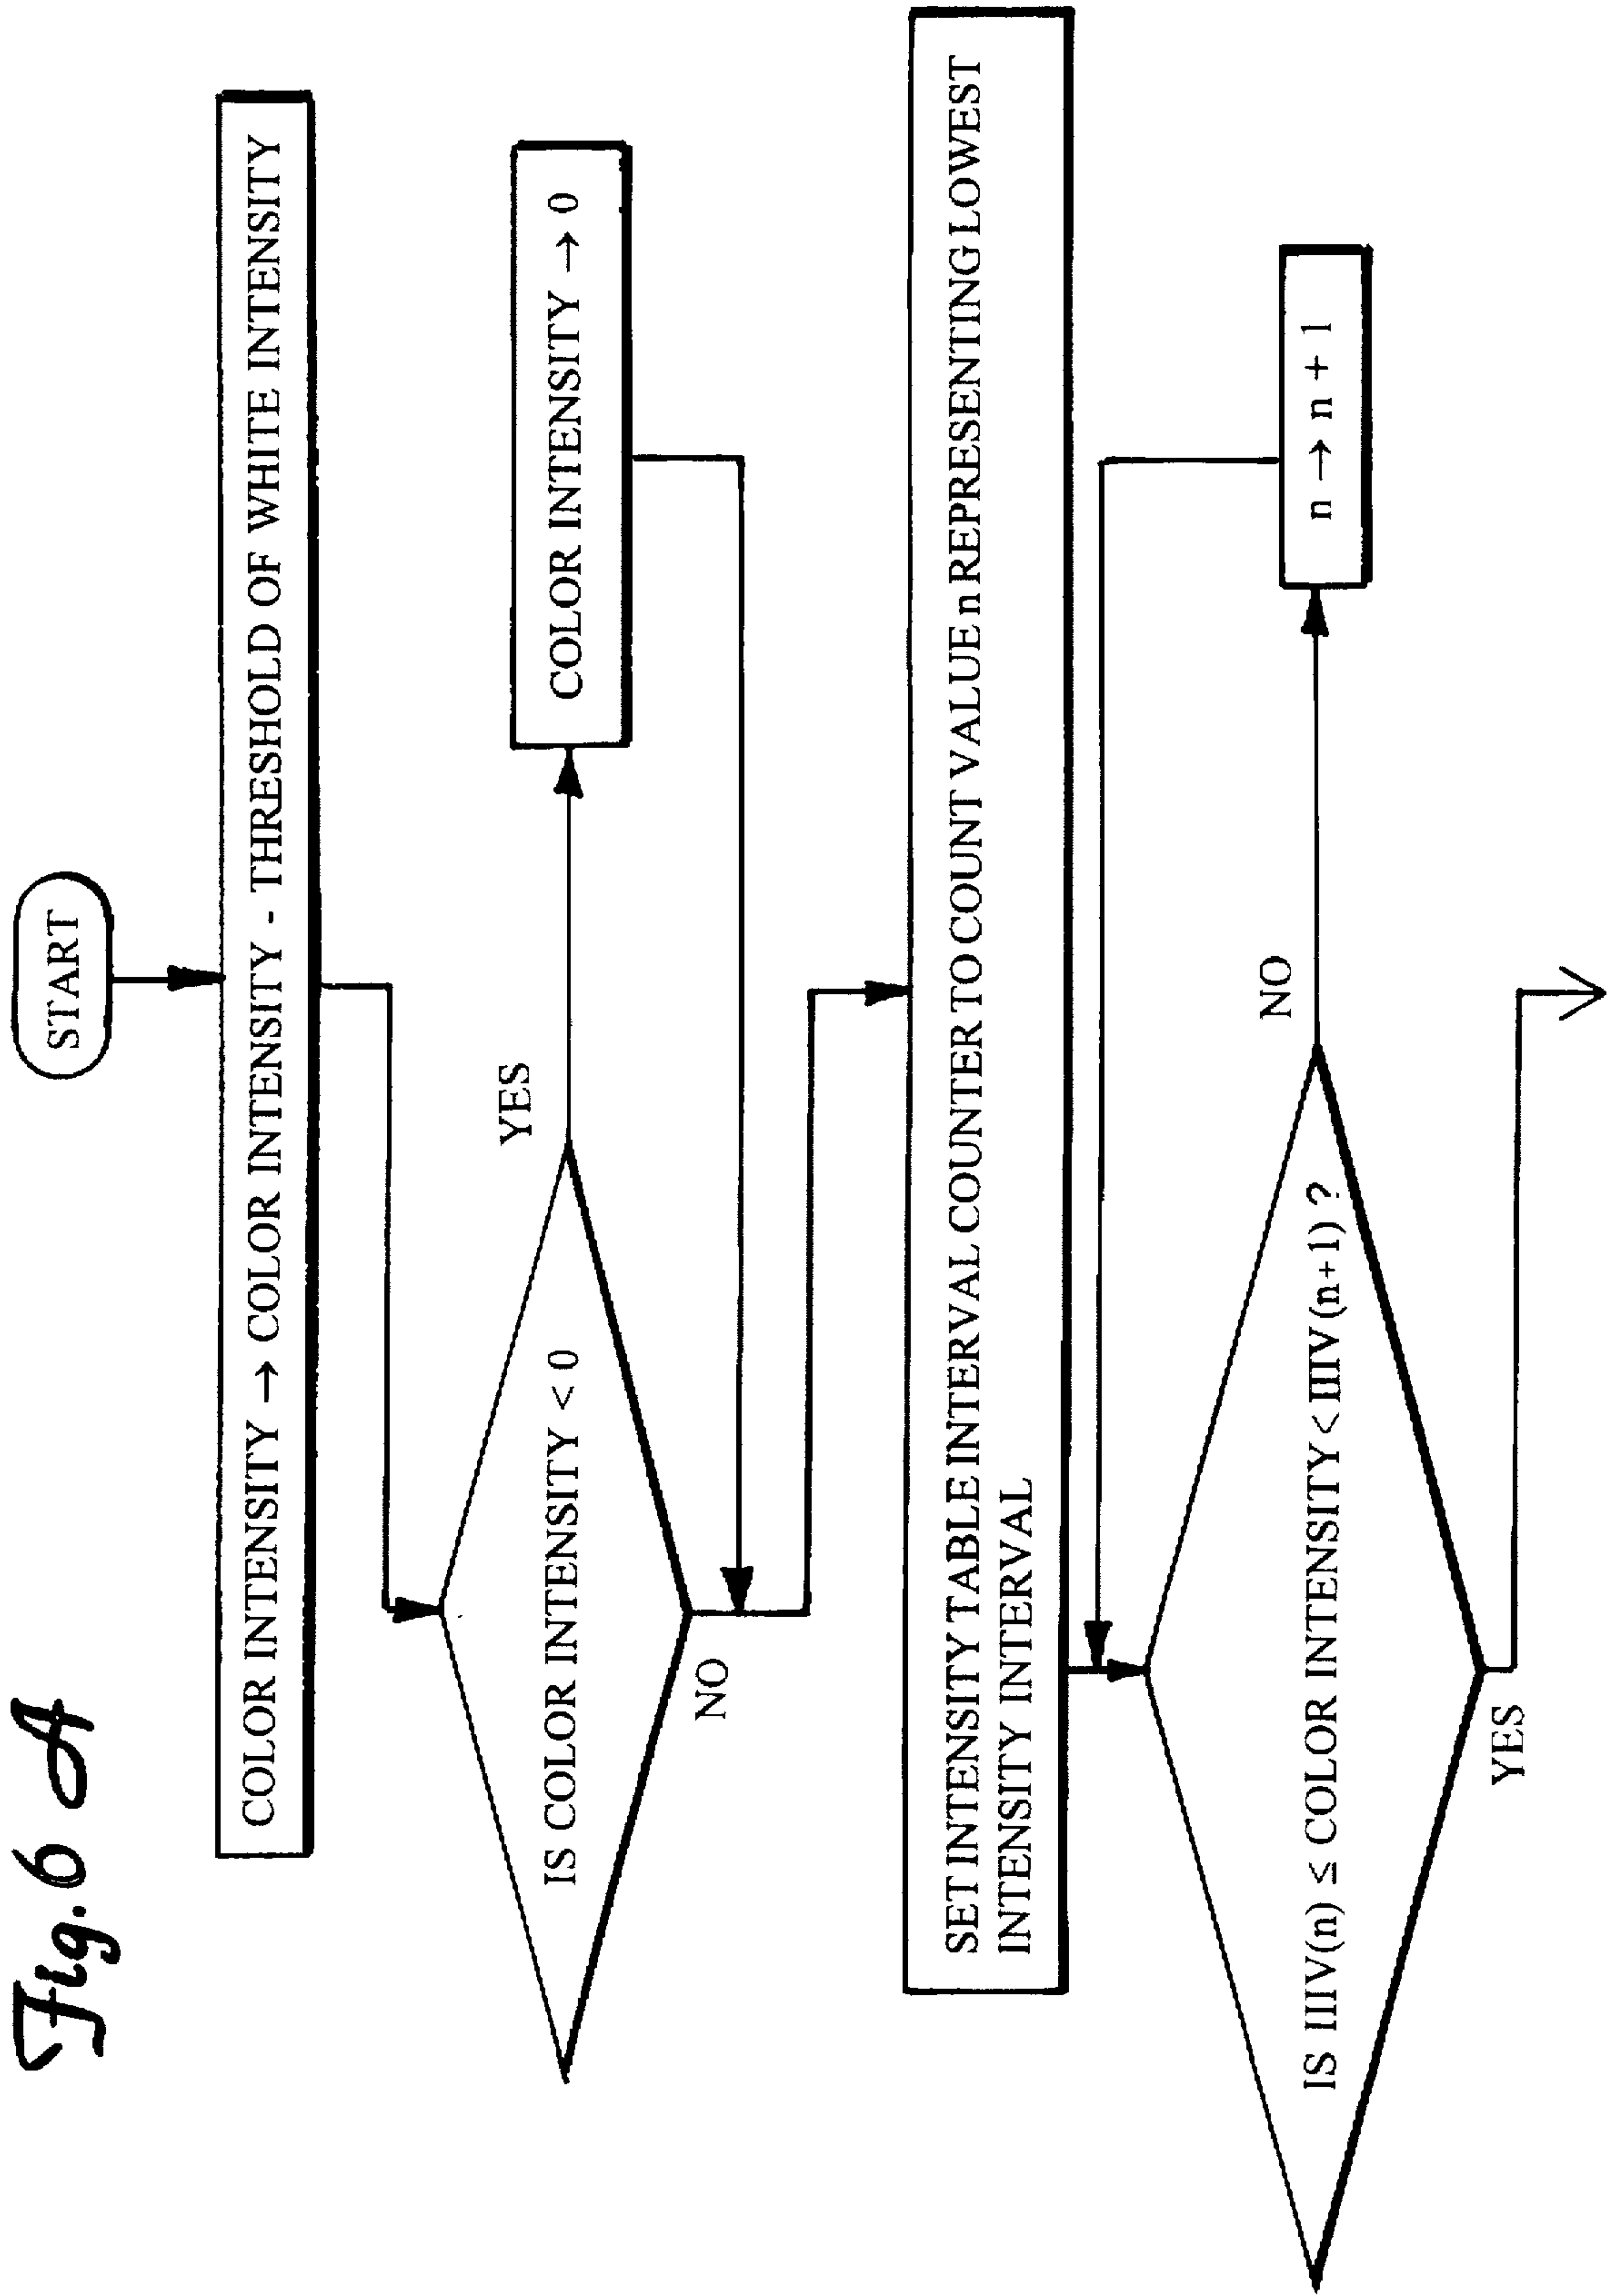 Fig. 6 A
START
COLOR INTENSITY → COLOR INTENSITY - THRESHOLD OF WHITE INTENSITY
IS COLOR INTENSITY < 0
YES
COLOR INTENSITY → 0
NO
SET INTENSITY TABLE INTERVAL COUNTER TO COUNT VALUE n REPRESENTING LOWEST
INTENSITY INTERVAL
IS IIIV(n) ≤ COLOR INTENSITY < IIIV(n+1) ?
NO
n → n + 1
YES